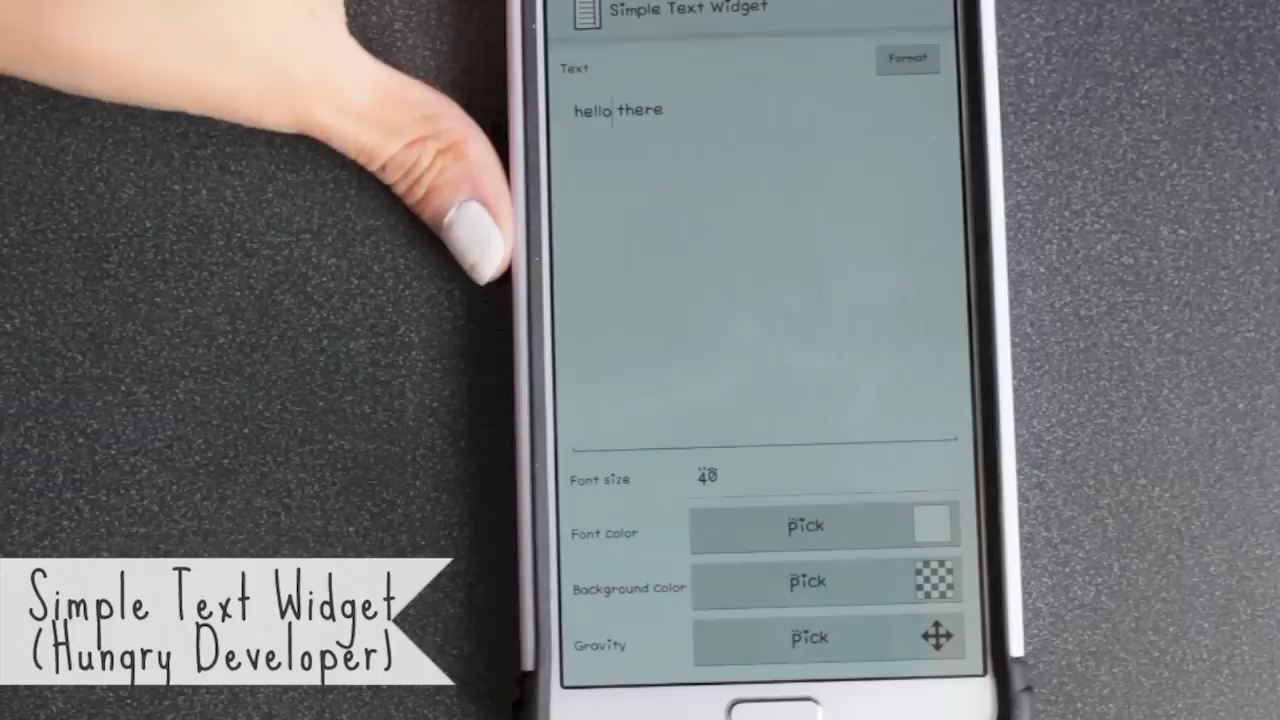 Simple Text Widget
Text
Format
hello there
Font size
40
Font color
pick
Background color
pick
Gravity
pick
Simple Text Widget
(Hungry Developer)